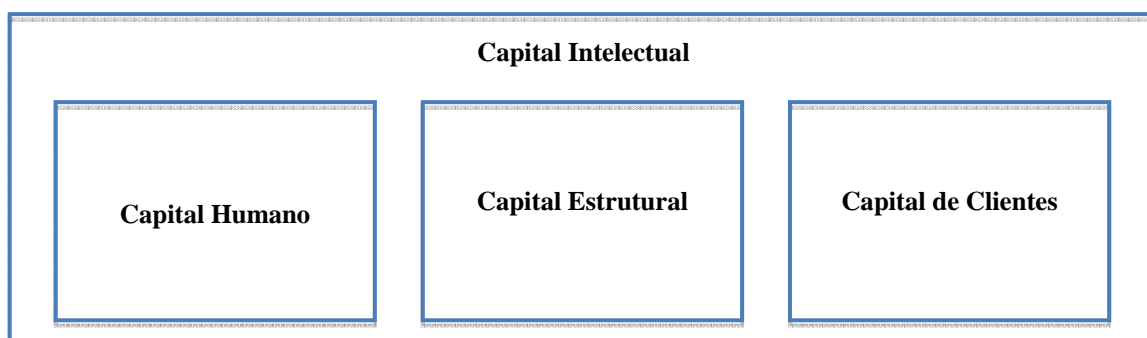 Capital Intelectual
Capital Humano
Capital Estrutural
Capital de Clientes